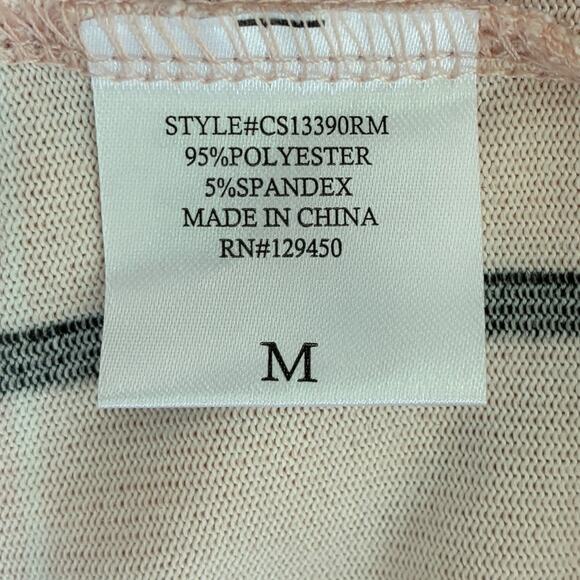 STYLE#CS13390RM
95%POLYESTER
5%SPANDEX
MADE IN CHINA
RN#129450
M